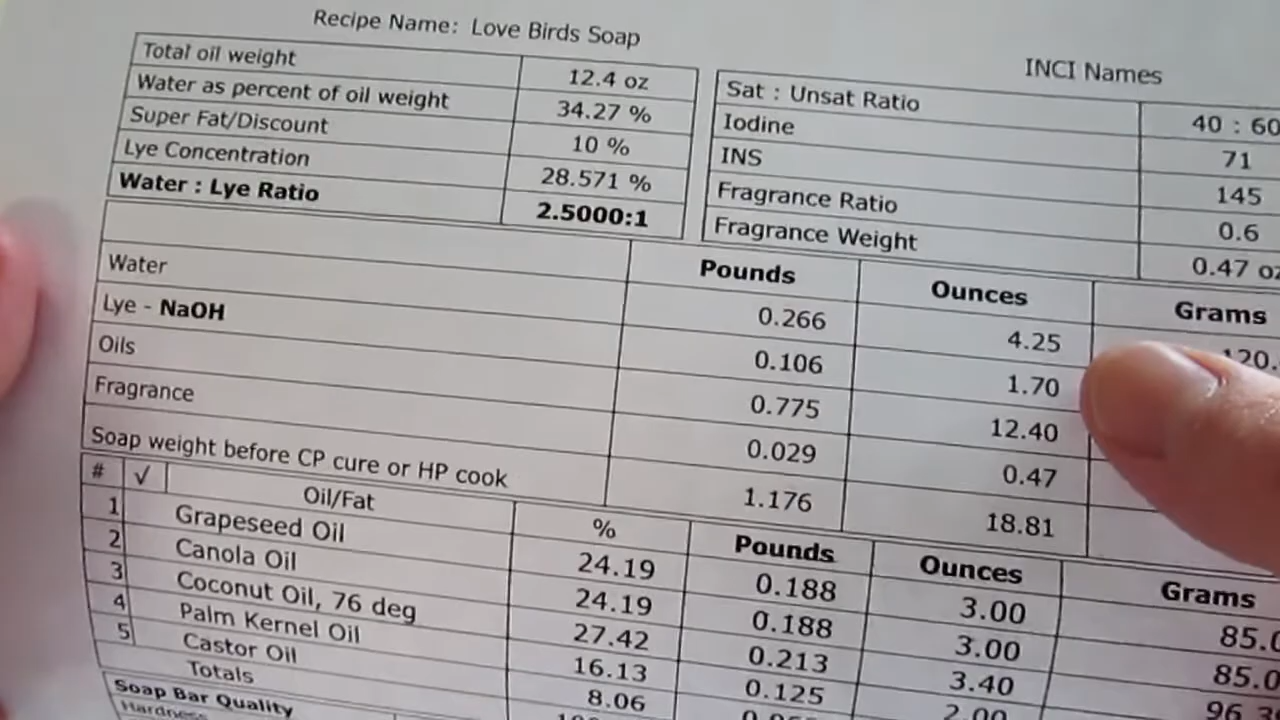 Recipe Name: Love Birds Soap
INCI Names
Total oil weight 12.4 oz
Water as percent of oil weight 34.27 %
Super Fat/Discount 10 %
Lye Concentration 28.571 %
Water : Lye Ratio 2.5000:1
Sat : Unsat Ratio 40 : 60
Iodine 71
INS 145
Fragrance Ratio 0.6
Fragrance Weight 0.47 oz
Pounds Ounces Grams
Water 0.266 4.25 120.
Lye - NaOH 0.106 1.70
Oils 0.775 12.40
Fragrance 0.029 0.47
Soap weight before CP cure or HP cook 1.176 18.81
# √ Oil/Fat % Pounds Ounces Grams
1 Grapeseed Oil 24.19 0.188 3.00 85.0
2 Canola Oil 24.19 0.188 3.00 85.0
3 Coconut Oil, 76 deg 27.42 0.213 3.40 96.3
4 Palm Kernel Oil 16.13 0.125 2.00
5 Castor Oil 8.06
Totals
Soap Bar Quality
Hardness